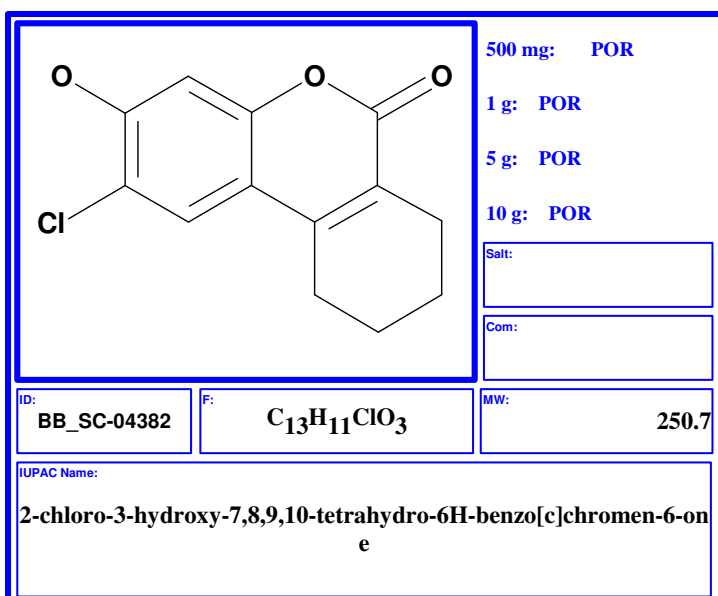 O
O
O
Cl
500 mg: POR
1 g: POR
5 g: POR
10 g: POR
Salt:
Com:
ID:
BB_SC-04382
F:
C13H11ClO3
MW:
250.7
IUPAC Name:
2-chloro-3-hydroxy-7,8,9,10-tetrahydro-6H-benzo[c]chromen-6-on
e